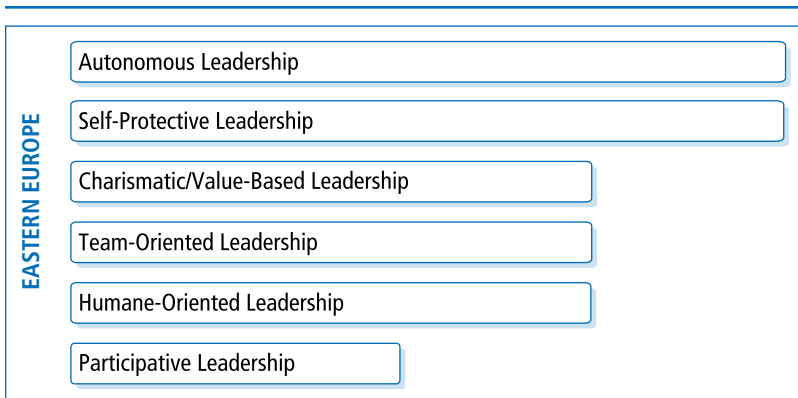 EASTERN EUROPE
Autonomous Leadership
Self-Protective Leadership
Charismatic/Value-Based Leadership
Team-Oriented Leadership
Humane-Oriented Leadership
Participative Leadership